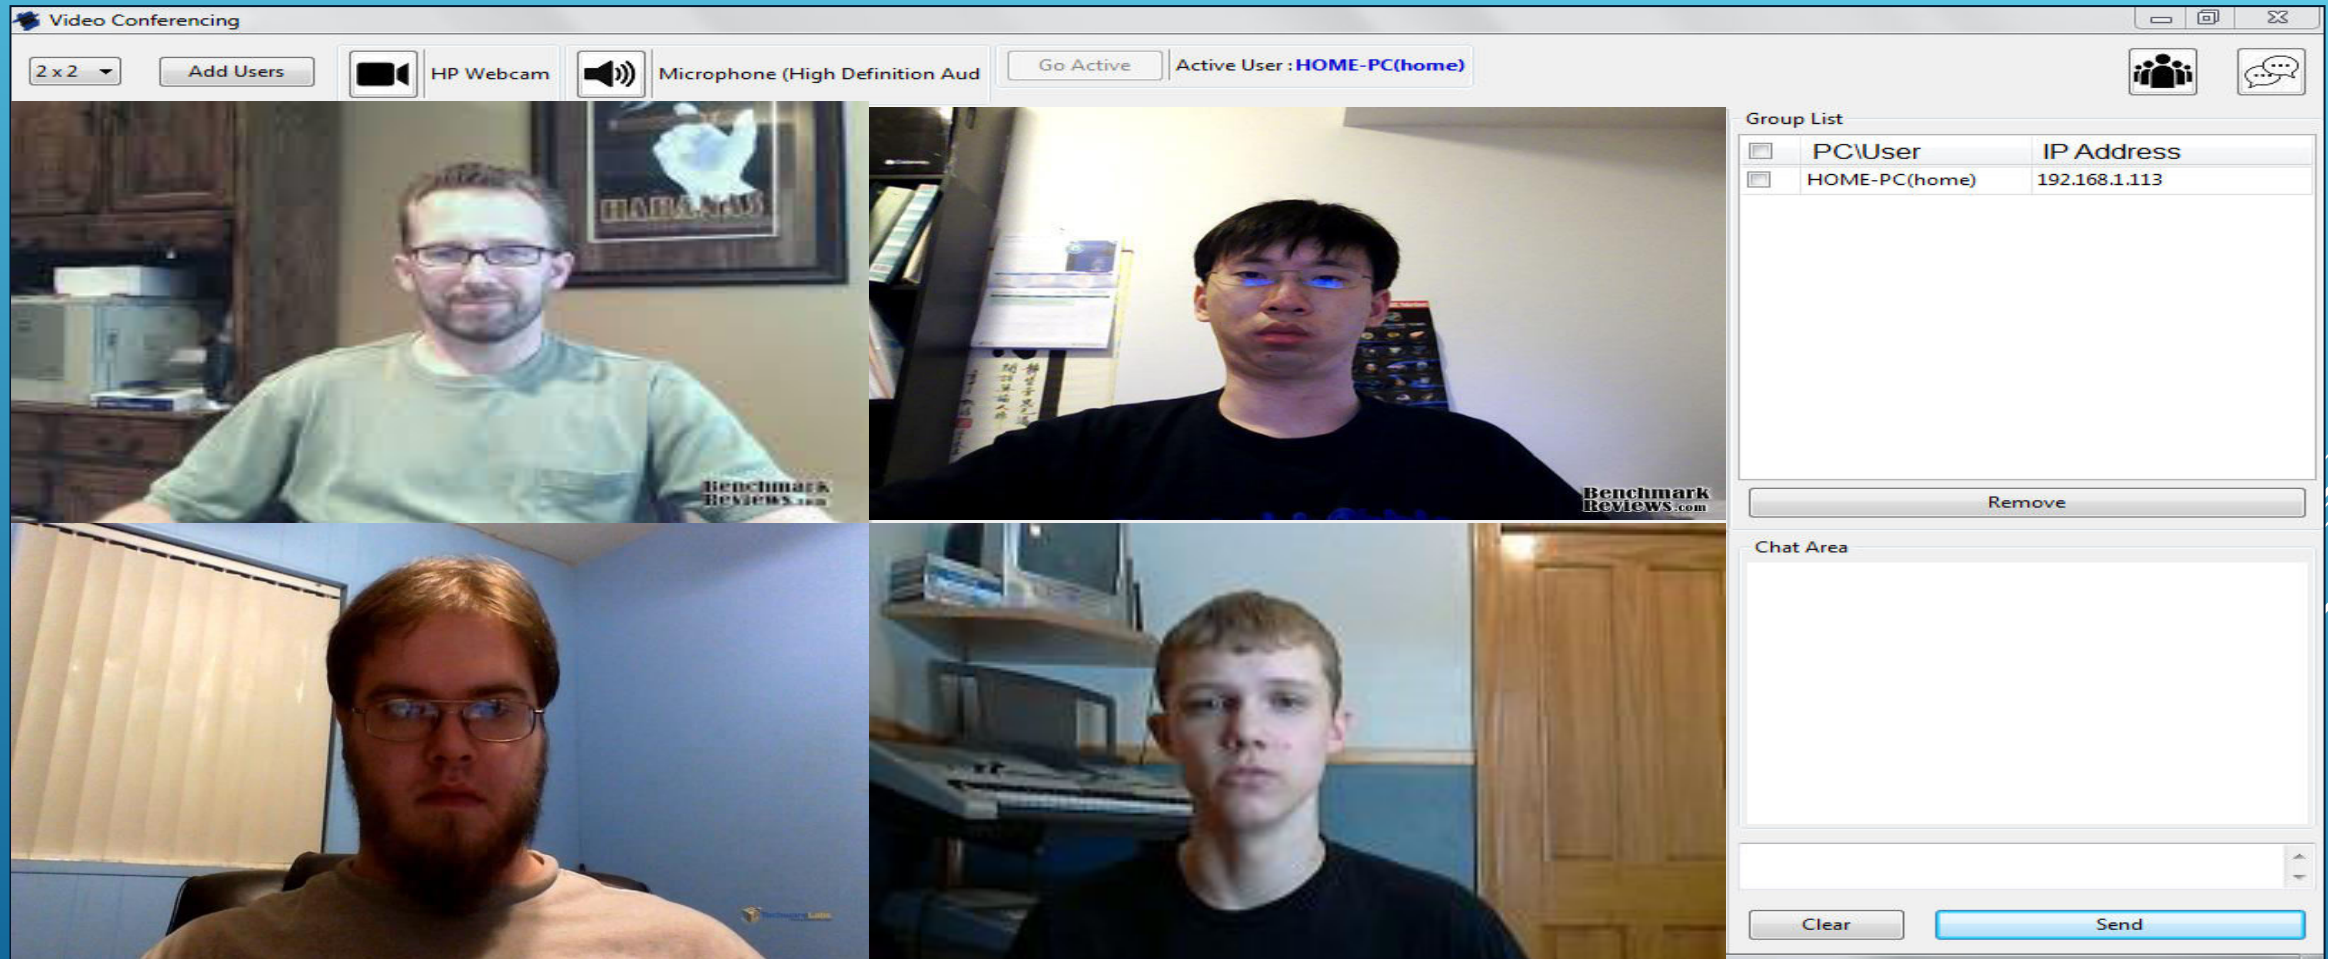 Video Conferencing
2 x 2
Add Users
HP Webcam
Microphone (High Definition Aud
Go Active
Active User : HOME-PC(home)
BAHAMAS
Benchmark
Reviews.com
Benchmark
Reviews.com
Group List
PC\User IP Address
HOME-PC(home) 192.168.1.113
Remove
Chat Area
Clear
Send